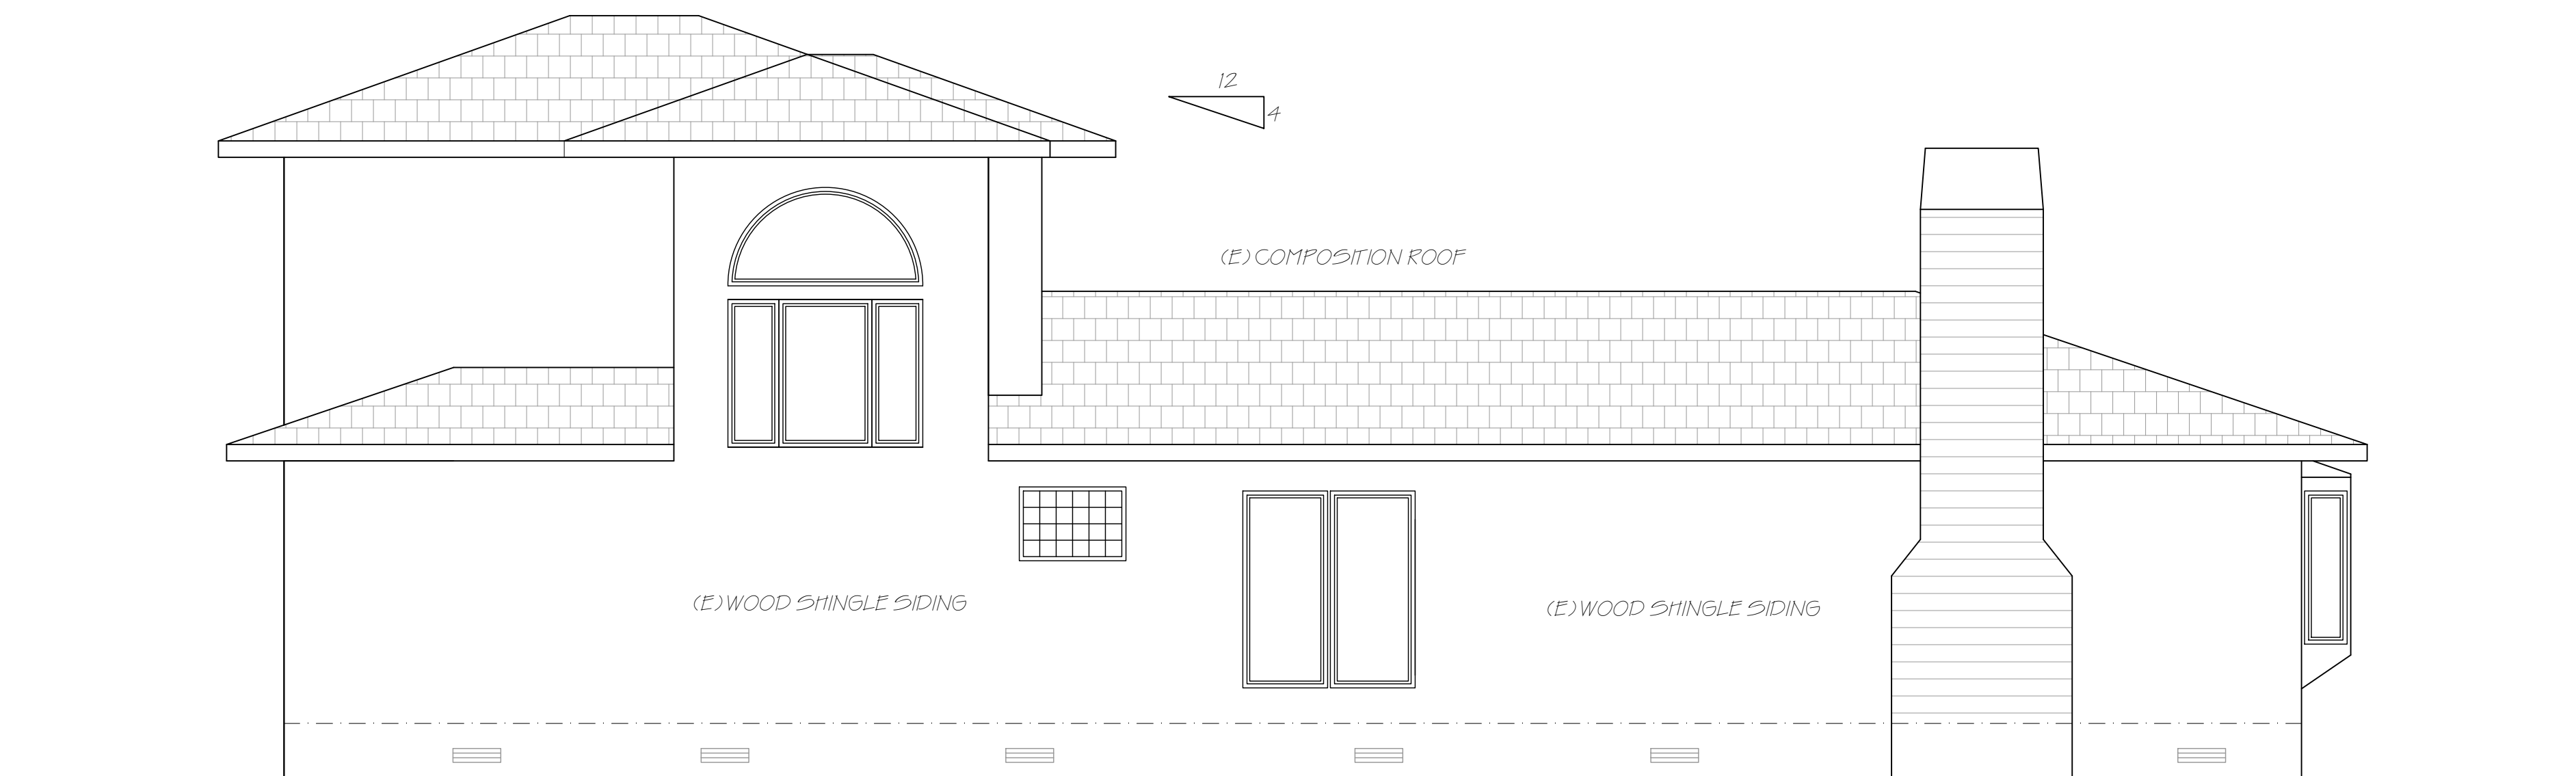 12
4
(E) COMPOSITION ROOF
(E) WOOD SHINGLE SIDING
(E) WOOD SHINGLE SIDING